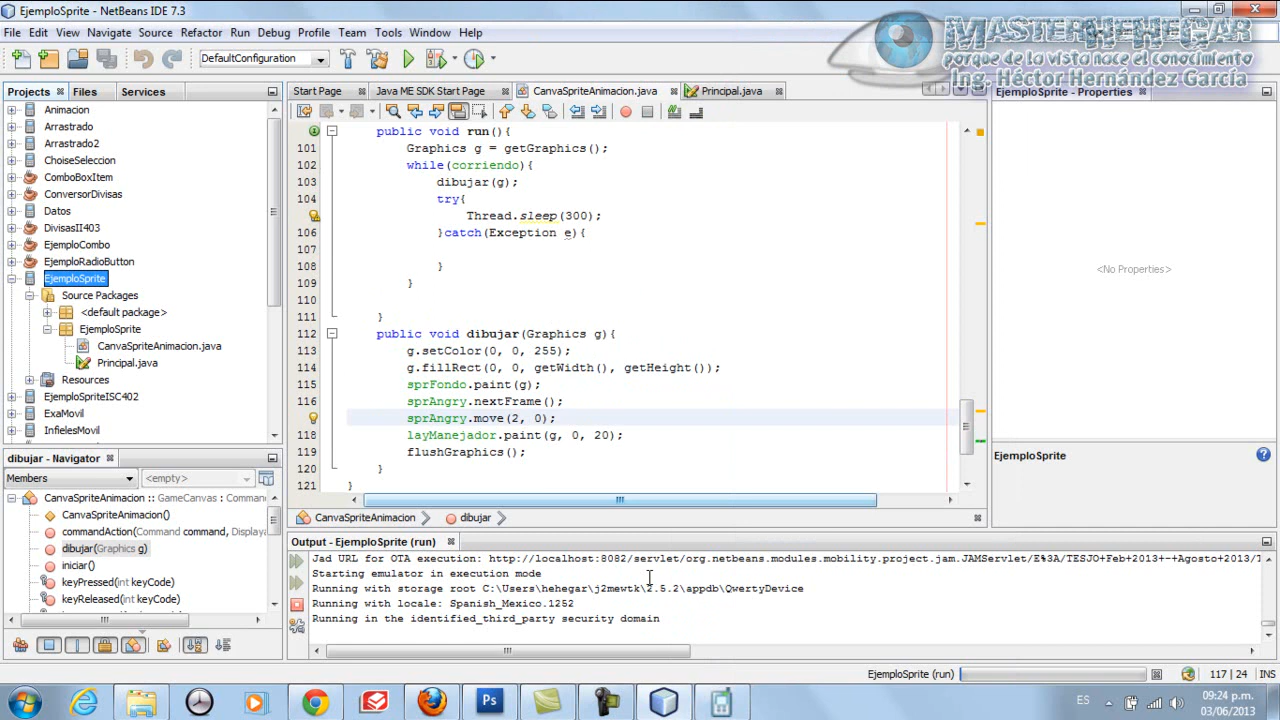 EjemploSprite - NetBeans IDE 7.3
MASTERHEHEGAR
porque de la vista nace el conocimiento
Ing. Héctor Hernández García
File Edit View Navigate Source Refactor Run Debug Profile Team Tools Window Help
DefaultConfiguration
Projects Files Services
Animacion
Arrastrado
Arrastrado2
ChoiseSeleccion
ComboBoxItem
ConversorDivisas
Datos
DivisasII403
EjemploCombo
EjemploRadioButton
EjemploSprite
Source Packages
<default package>
EjemploSprite
CanvaSpriteAnimacion.java
Principal.java
Resources
EjemploSpriteISC402
ExaMovil
InfielesMovil
dibujar - Navigator
Members <empty>
CanvaSpriteAnimacion :: GameCanvas : Comman
CanvaSpriteAnimacion()
commandAction(Command command, Displaya
dibujar(Graphics g)
iniciar()
keyPressed(int keyCode)
keyReleased(int keyCode)
Start Page Java ME SDK Start Page CanvaSpriteAnimacion.java Principal.java
public void run(){
101 Graphics g = getGraphics();
102 while(corriendo){
103 dibujar(g);
104 try{
Thread.sleep(300);
106 }catch(Exception e){
107
108 }
109 }
110
111 }
112 public void dibujar(Graphics g){
113 g.setColor(0, 0, 255);
114 g.fillRect(0, 0, getWidth(), getHeight());
115 sprFondo.paint(g);
116 sprAngry.nextFrame();
sprAngry.move(2, 0);
118 layManejador.paint(g, 0, 20);
119 flushGraphics();
120 }
121 }
CanvaSpriteAnimacion dibujar
EjemploSprite - Properties
<No Properties>
EjemploSprite
Output - EjemploSprite (run)
Jad URL for OTA execution: http://localhost:8082/servlet/org.netbeans.modules.mobility.project.jam.JAMServlet/E%3A/TESJO+Feb+2013+-+Agosto+2013/1
Starting emulator in execution mode
Running with storage root C:\Users\hehegar\j2mewtk\2.5.2\appdb\QwertyDevice
Running with locale: Spanish_Mexico.1252
Running in the identified_third_party security domain
EjemploSprite (run) 117 | 24 INS
ES 09:24 p.m.
03/06/2013